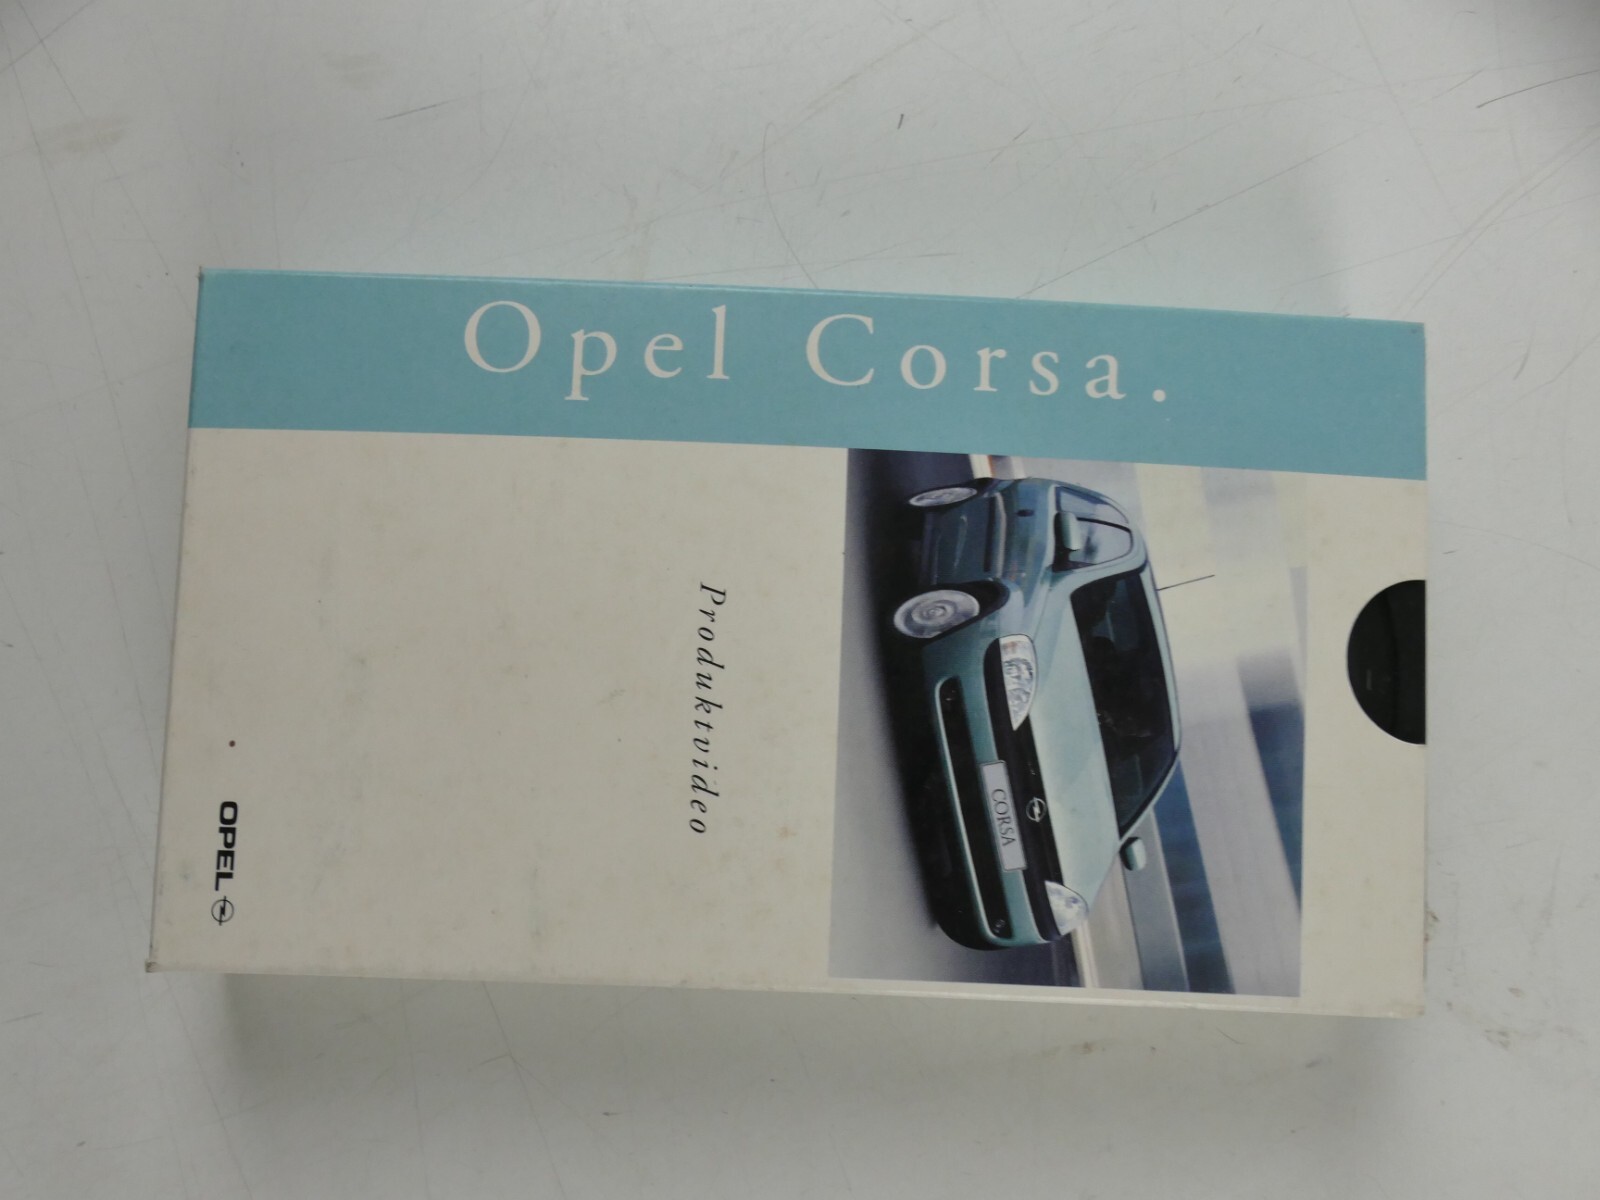 Opel Corsa.
CORSA
Produktvideo
OPEL